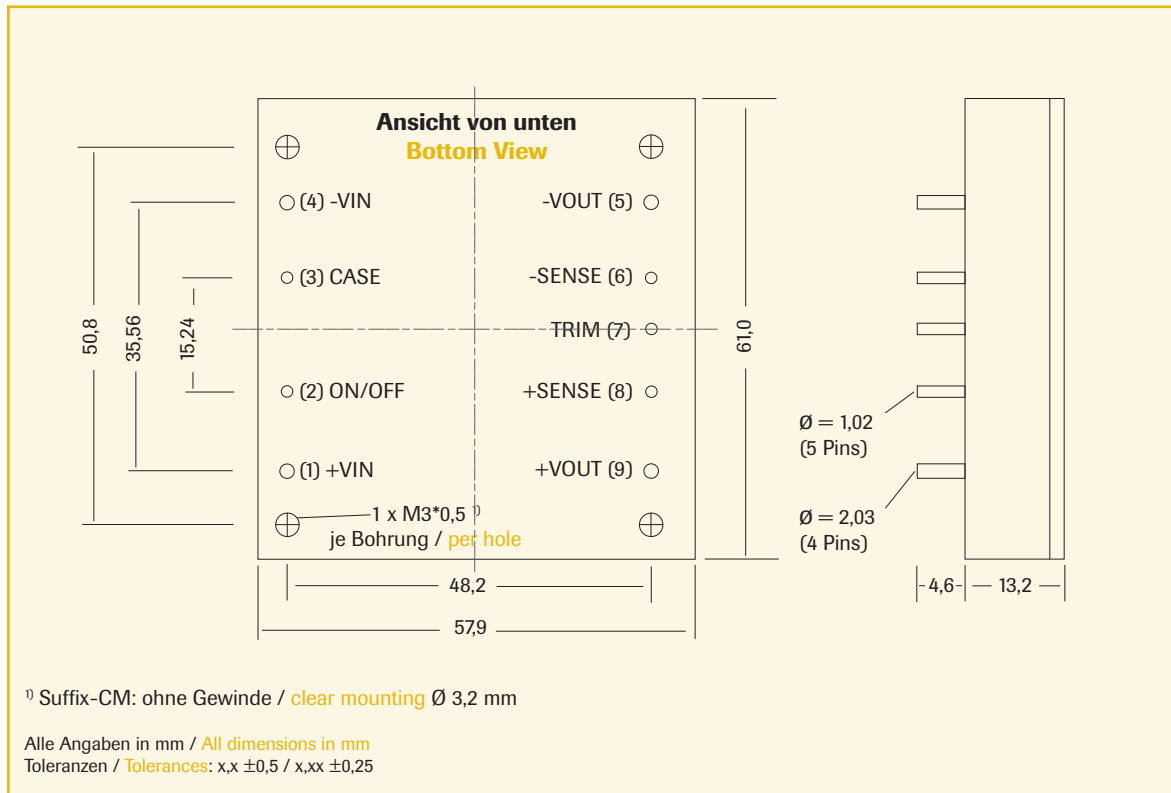 Ansicht von unten
Bottom View
(4) -VIN
-VOUT (5)
(3) CASE
-SENSE (6)
TRIM (7)
(2) ON/OFF
+SENSE (8)
(1) +VIN
+VOUT (9)
1 x M3*0,5 ¹⁾
je Bohrung / per hole
50,8
35,56
15,24
61,0
48,2
57,9
Ø = 1,02
(5 Pins)
Ø = 2,03
(4 Pins)
4,6
13,2
¹⁾ Suffix-CM: ohne Gewinde / clear mounting Ø 3,2 mm
Alle Angaben in mm / All dimensions in mm
Toleranzen / Tolerances: x,x ±0,5 / x,xx ±0,25